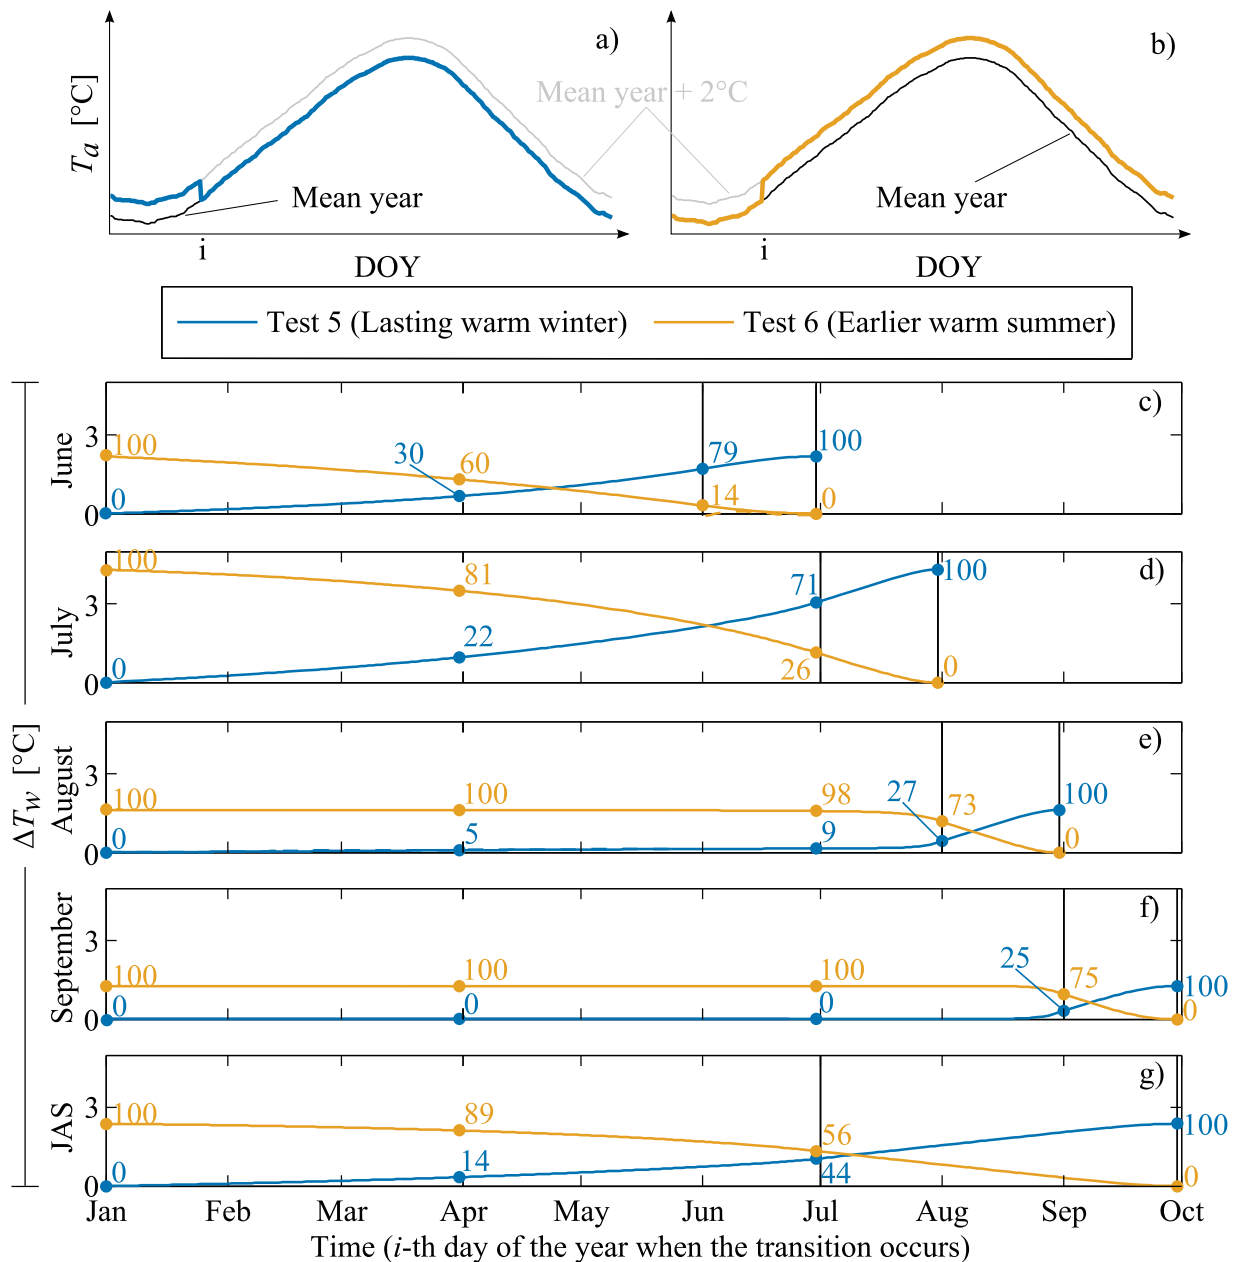 a)
b)
Tₐ [°C]
Mean year + 2°C
Mean year
Mean year
i
i
DOY
DOY
Test 5 (Lasting warm winter)
Test 6 (Earlier warm summer)
ΔT_w [°C]
c)
June
3
0
100
0
30
60
79
14
100
0
d)
July
3
0
100
0
81
22
71
26
100
0
e)
August
3
0
100
0
100
5
98
9
27
73
100
0
f)
September
3
0
100
0
100
0
100
0
25
75
100
0
g)
JAS
3
0
100
0
89
14
56
44
100
0
Jan Feb Mar Apr May Jun Jul Aug Sep Oct
Time (i-th day of the year when the transition occurs)